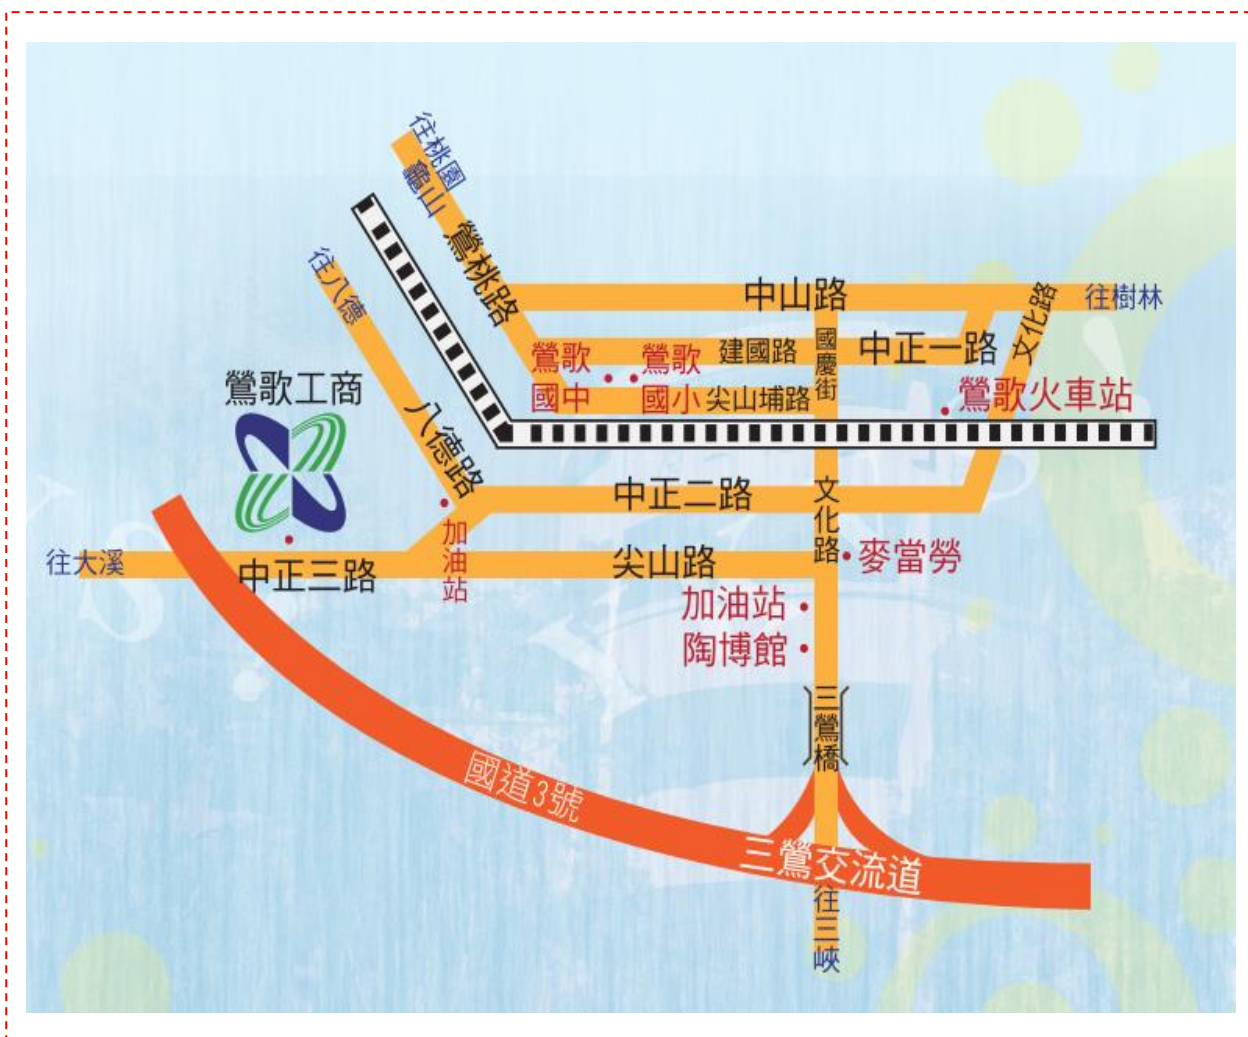 往桃園
龜山
鶯桃路
往八德
中山路
文化路
往樹林
國慶街
建國路
中正一路
鶯歌
國中
鶯歌
國小
尖山埔路
鶯歌火車站
鶯歌工商
八德路
中正二路
文化路
加油站
往大溪
中正三路
尖山路
麥當勞
加油站
陶博館
三鶯橋
國道3號
三鶯交流道
往三峽